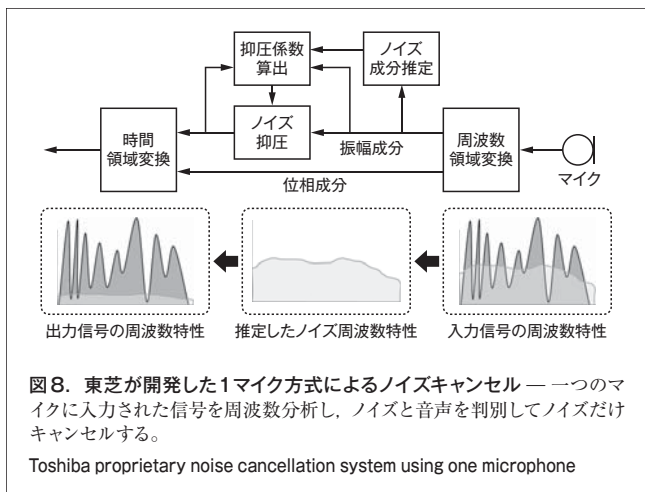 抑圧係数
算出
ノイズ
成分推定
時間
領域変換
ノイズ
抑圧
振幅成分
周波数
領域変換
マイク
位相成分
出力信号の周波数特性
推定したノイズ周波数特性
入力信号の周波数特性
図8. 東芝が開発した1マイク方式によるノイズキャンセル — 一つのマ
イクに入力された信号を周波数分析し，ノイズと音声を判別してノイズだけ
キャンセルする。
Toshiba proprietary noise cancellation system using one microphone